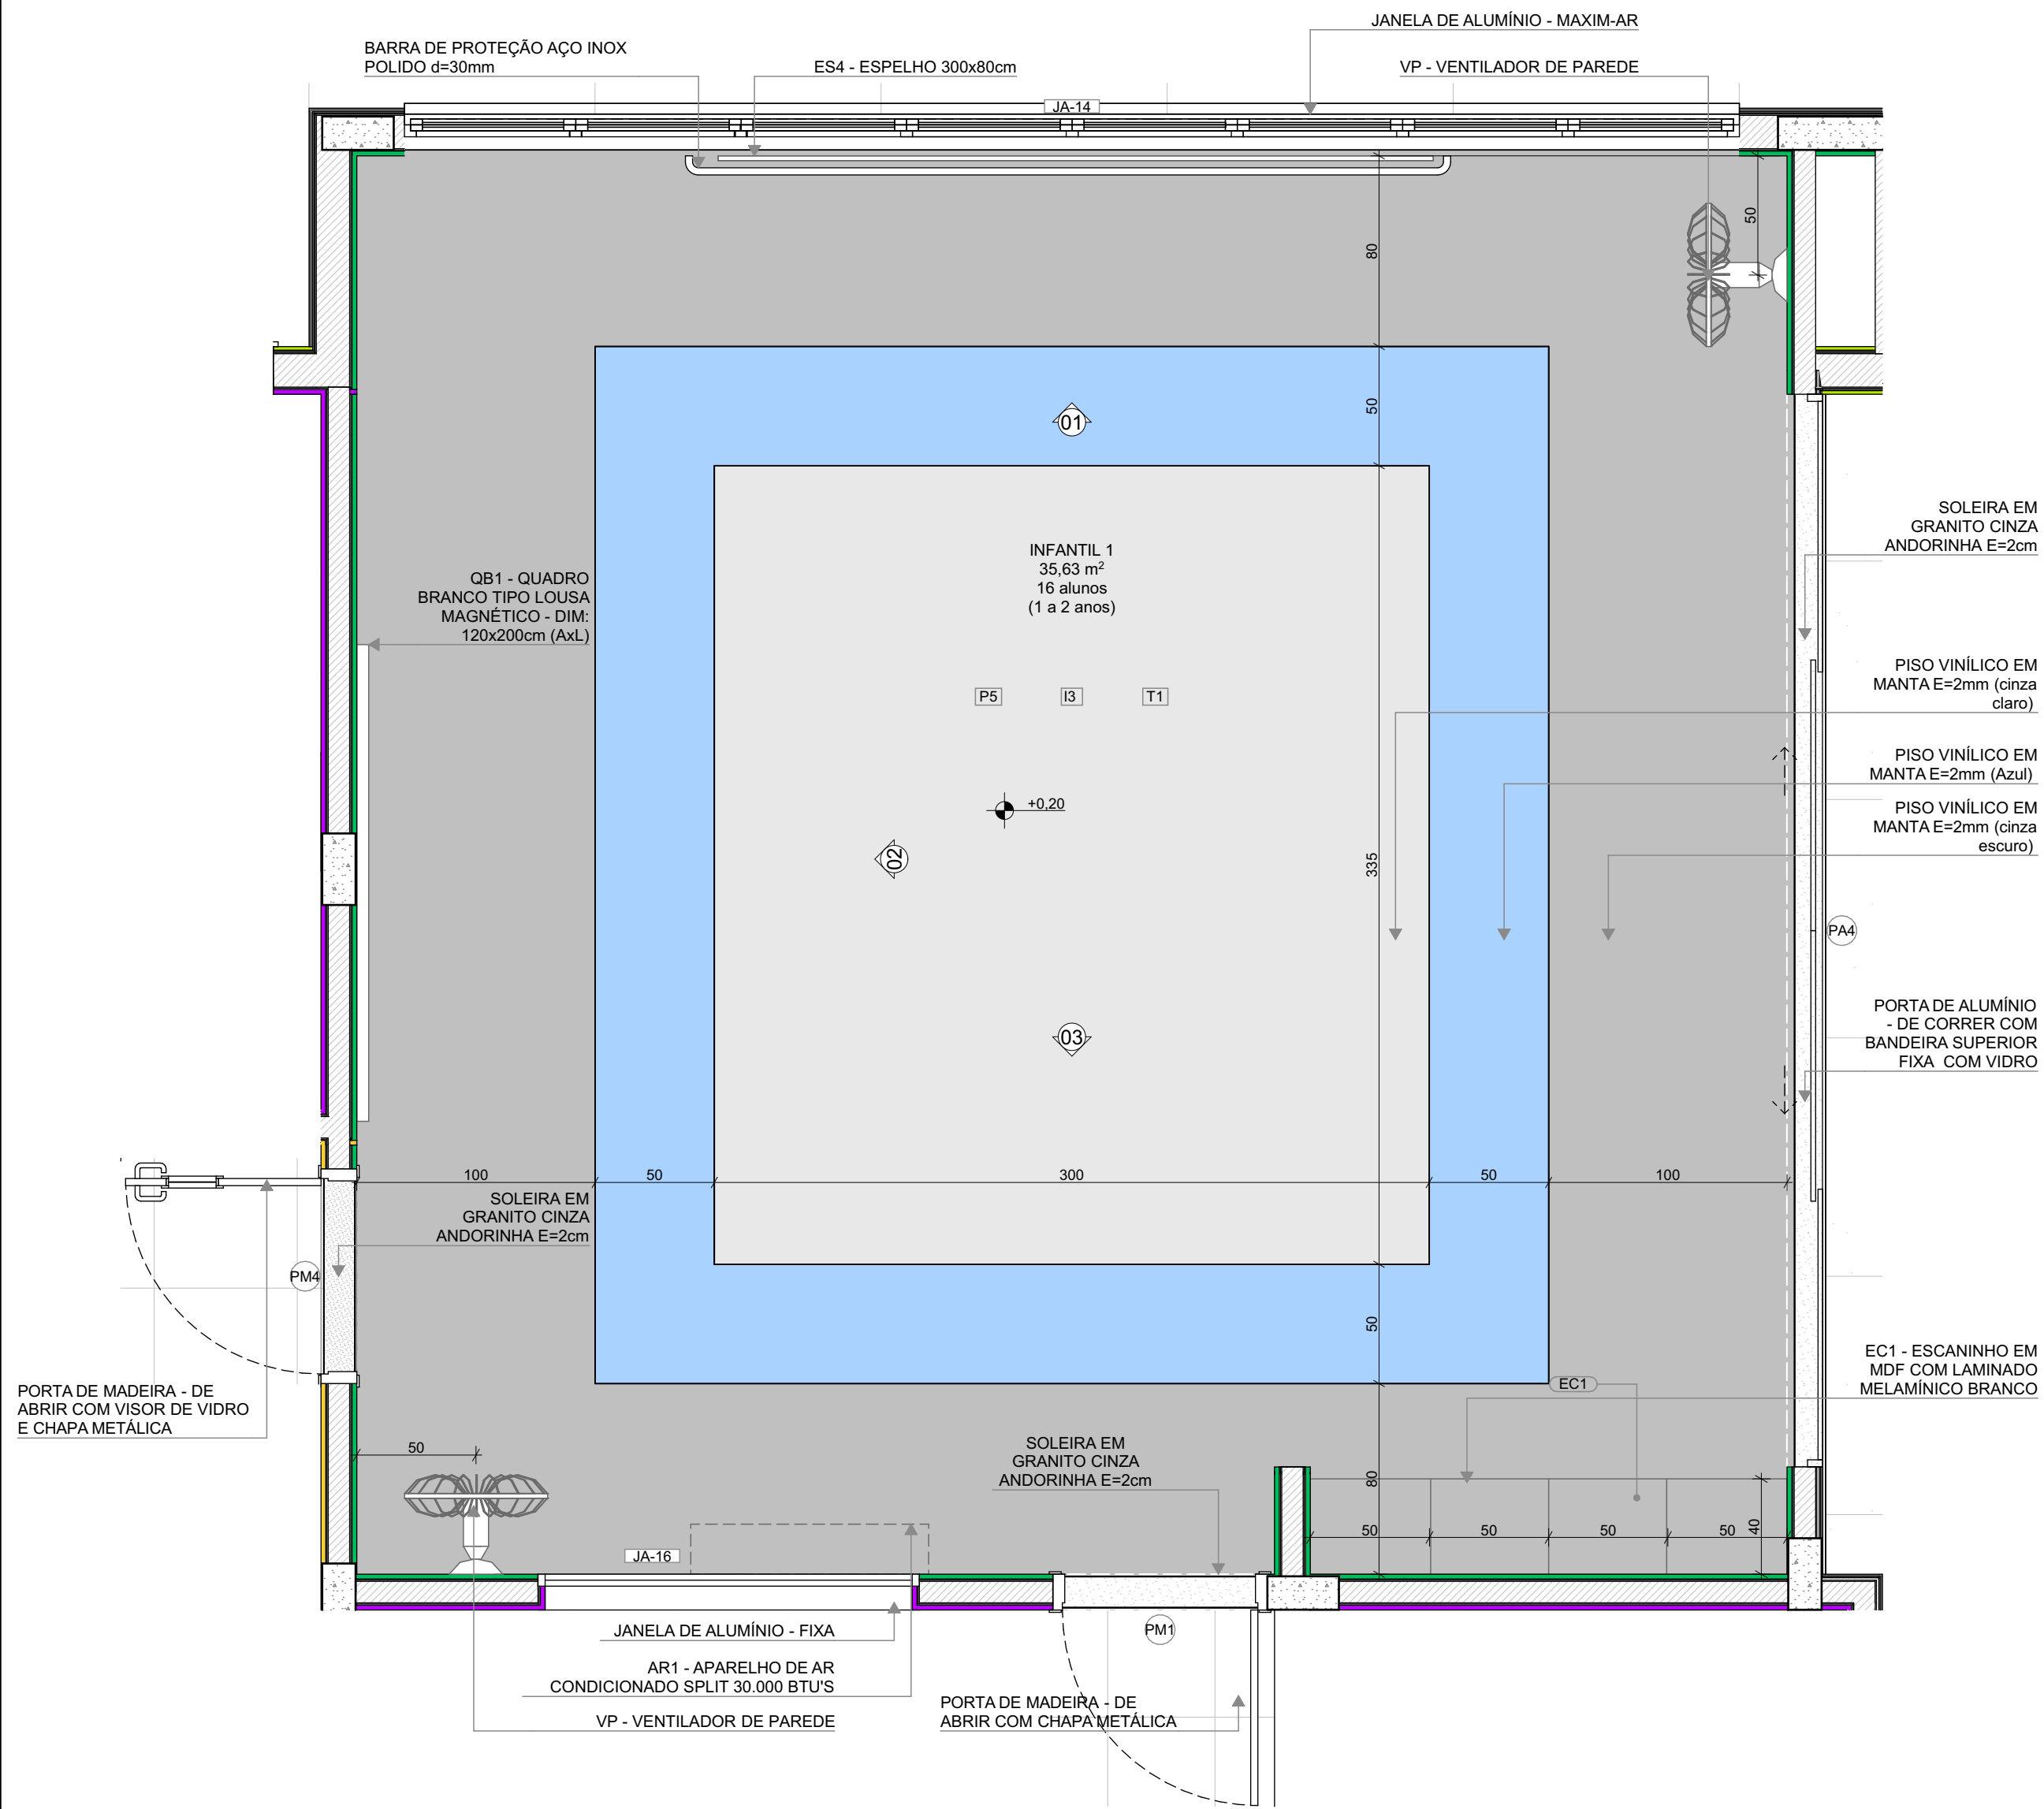 JANELA DE ALUMÍNIO - MAXIM-AR
BARRA DE PROTEÇÃO AÇO INOX
POLIDO d=30mm
ES4 - ESPELHO 300x80cm
VP - VENTILADOR DE PAREDE
JA-14
50
80
50
01
INFANTIL 1
35,63 m²
16 alunos
(1 a 2 anos)
QB1 - QUADRO
BRANCO TIPO LOUSA
MAGNÉTICO - DIM:
120x200cm (AxL)
SOLEIRA EM
GRANITO CINZA
ANDORINHA E=2cm
P5
I3
T1
PISO VINÍLICO EM
MANTA E=2mm (cinza
claro)
PISO VINÍLICO EM
MANTA E=2mm (Azul)
PISO VINÍLICO EM
MANTA E=2mm (cinza
escuro)
+0,20
02
335
PA4
03
PORTA DE ALUMÍNIO
- DE CORRER COM
BANDEIRA SUPERIOR
FIXA COM VIDRO
100
50
300
50
100
SOLEIRA EM
GRANITO CINZA
ANDORINHA E=2cm
PM4
50
EC1 - ESCANINHO EM
MDF COM LAMINADO
MELAMÍNICO BRANCO
EC1
PORTA DE MADEIRA - DE
ABRIR COM VISOR DE VIDRO
E CHAPA METÁLICA
50
SOLEIRA EM
GRANITO CINZA
ANDORINHA E=2cm
80
50
50
50
50
40
JA-16
JANELA DE ALUMÍNIO - FIXA
PM1
AR1 - APARELHO DE AR
CONDICIONADO SPLIT 30.000 BTU'S
VP - VENTILADOR DE PAREDE
PORTA DE MADEIRA - DE
ABRIR COM CHAPA METÁLICA